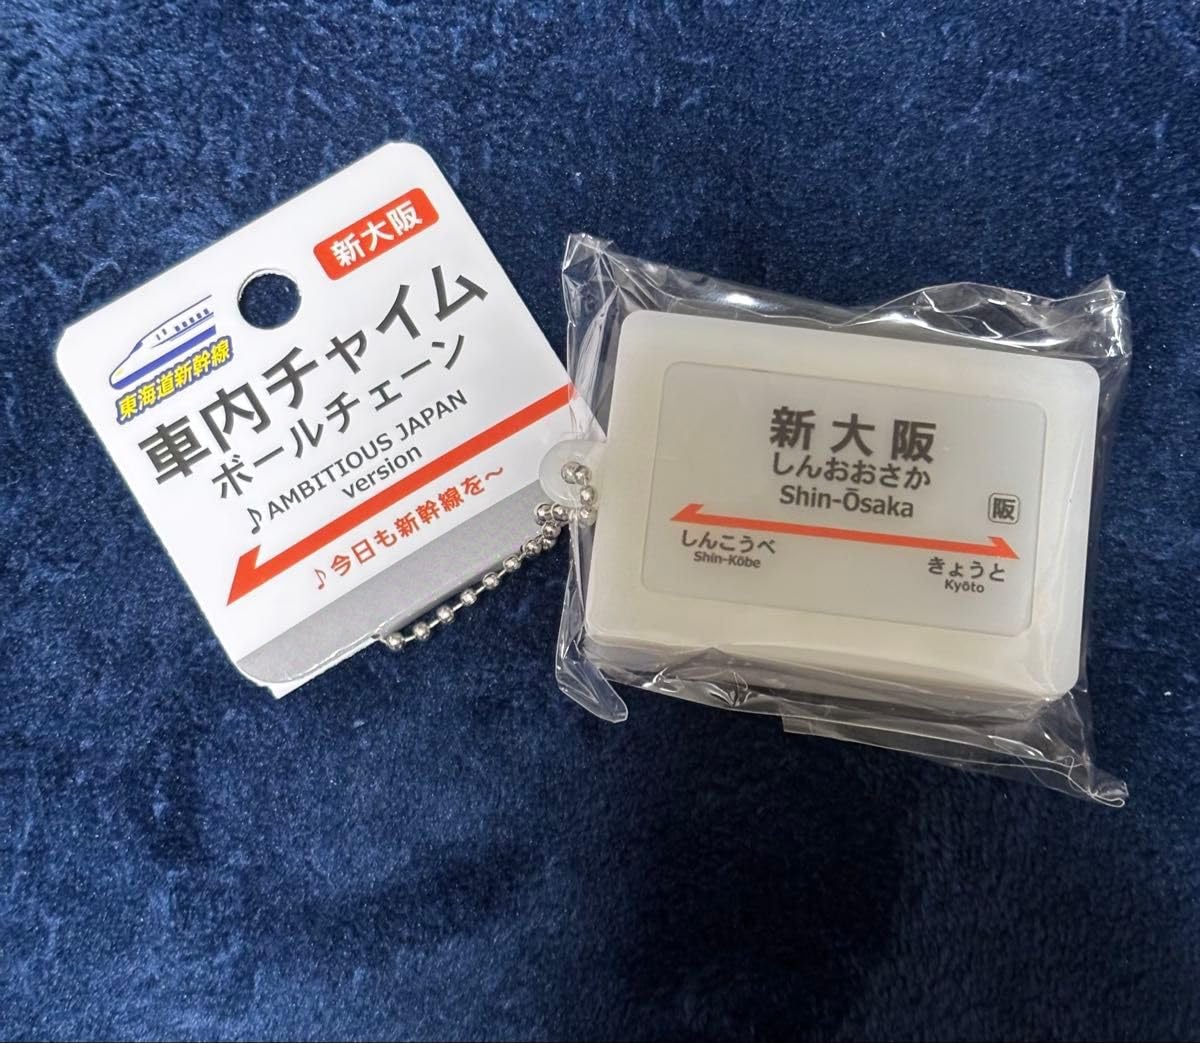 新大阪
東海道新幹線
車内チャイム
ボールチェーン
♪AMBITIOUS JAPAN
version
♪今日も新幹線を〜
新大阪
しんおおさか
Shin-Ōsaka
阪
しんこうべ
Shin-Kōbe
きょうと
Kyōto